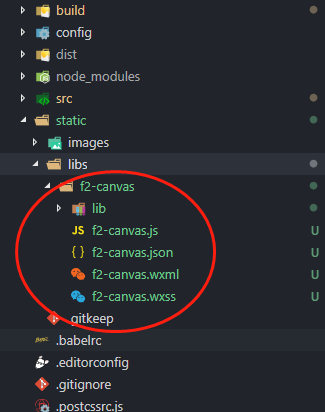 build
config
dist
node_modules
src
static
images
libs
f2-canvas
lib
JS f2-canvas.js U
{ } f2-canvas.json U
f2-canvas.wxml U
f2-canvas.wxss U
.gitkeep
.babelrc
.editorconfig
.gitignore
.postcssrc.js